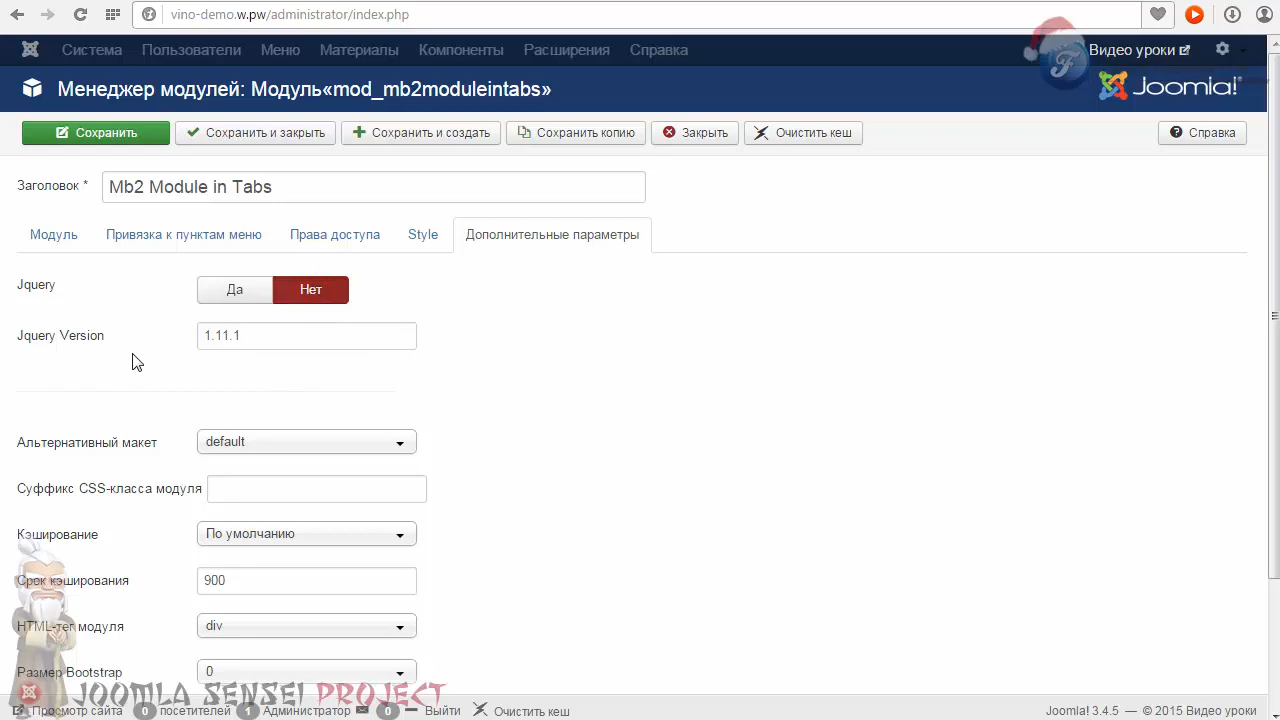 vino-demo.w.pw/administrator/index.php
Система Пользователи Меню Материалы Компоненты Расширения Справка Видео уроки
Менеджер модулей: Модуль«mod_mb2moduleintabs» Joomla!®
Сохранить Сохранить и закрыть Сохранить и создать Сохранить копию Закрыть Очистить кеш Справка
Заголовок * Mb2 Module in Tabs
Модуль Привязка к пунктам меню Права доступа Style Дополнительные параметры
Jquery Да Нет
Jquery Version 1.11.1
Альтернативный макет default
Суффикс CSS-класса модуля
Кэширование По умолчанию
Срок кэширования 900
HTML-тег модуля div
Размер Bootstrap 0
JOOMLA SENSEI PROJECT
Просмотр сайта 0 посетителей 1 Администратор 0 Выйти Очистить кеш Joomla! 3.4.5 — © 2015 Видео уроки